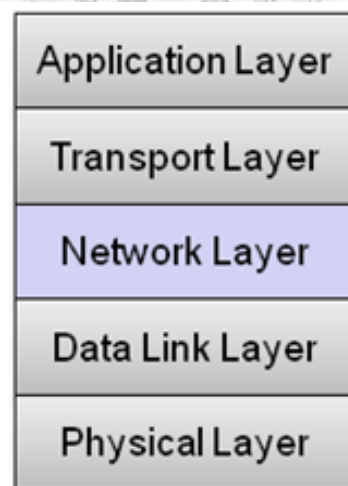 Application Layer
Transport Layer
Network Layer
Data Link Layer
Physical Layer